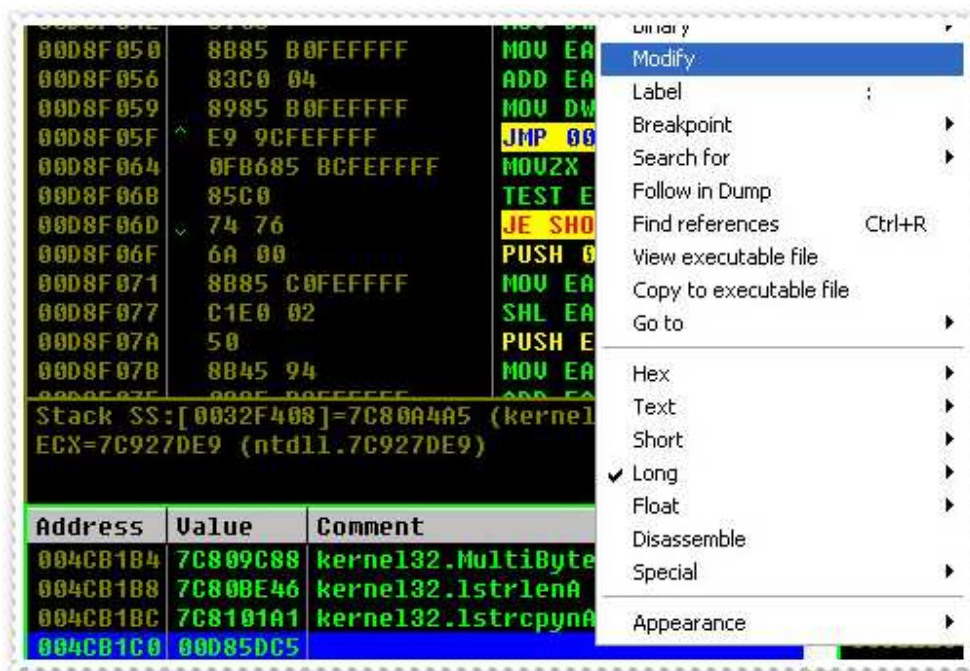 00D8F050 8B85 B0FEFFFF MOV EA
00D8F056 83C0 04 ADD EA
00D8F059 8985 B0FEFFFF MOV DW
00D8F05F ^ E9 9CFEFFFF JMP 00
00D8F064 0FB685 BCFEFFFF MOVZX
00D8F06B 85C0 TEST E
00D8F06D ⌄ 74 76 JE SHO
00D8F06F 6A 00 PUSH 0
00D8F071 8B85 C0FEFFFF MOV EA
00D8F077 C1E0 02 SHL EA
00D8F07A 50 PUSH E
00D8F07B 8B45 94 MOV EA
Stack SS:[0032F408]=7C80A4A5 (kernel
ECX=7C927DE9 (ntdll.7C927DE9)
Address Value Comment
004CB1B4 7C809C88 kernel32.MultiByte
004CB1B8 7C80BE46 kernel32.lstrlenA
004CB1BC 7C8101A1 kernel32.lstrcpynA
004CB1C0 00D85DC5
Binary
Modify
Label :
Breakpoint
Search for
Follow in Dump
Find references Ctrl+R
View executable file
Copy to executable file
Go to
Hex
Text
Short
Long
Float
Disassemble
Special
Appearance